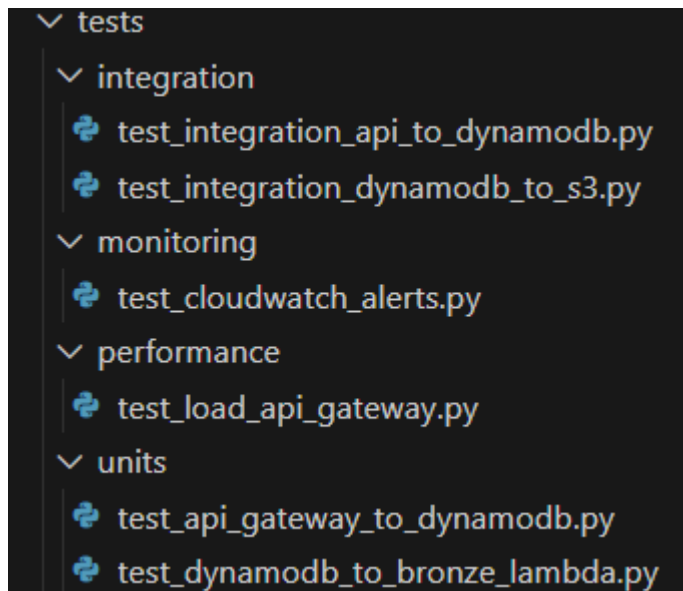 tests
integration
test_integration_api_to_dynamodb.py
test_integration_dynamodb_to_s3.py
monitoring
test_cloudwatch_alerts.py
performance
test_load_api_gateway.py
units
test_api_gateway_to_dynamodb.py
test_dynamodb_to_bronze_lambda.py